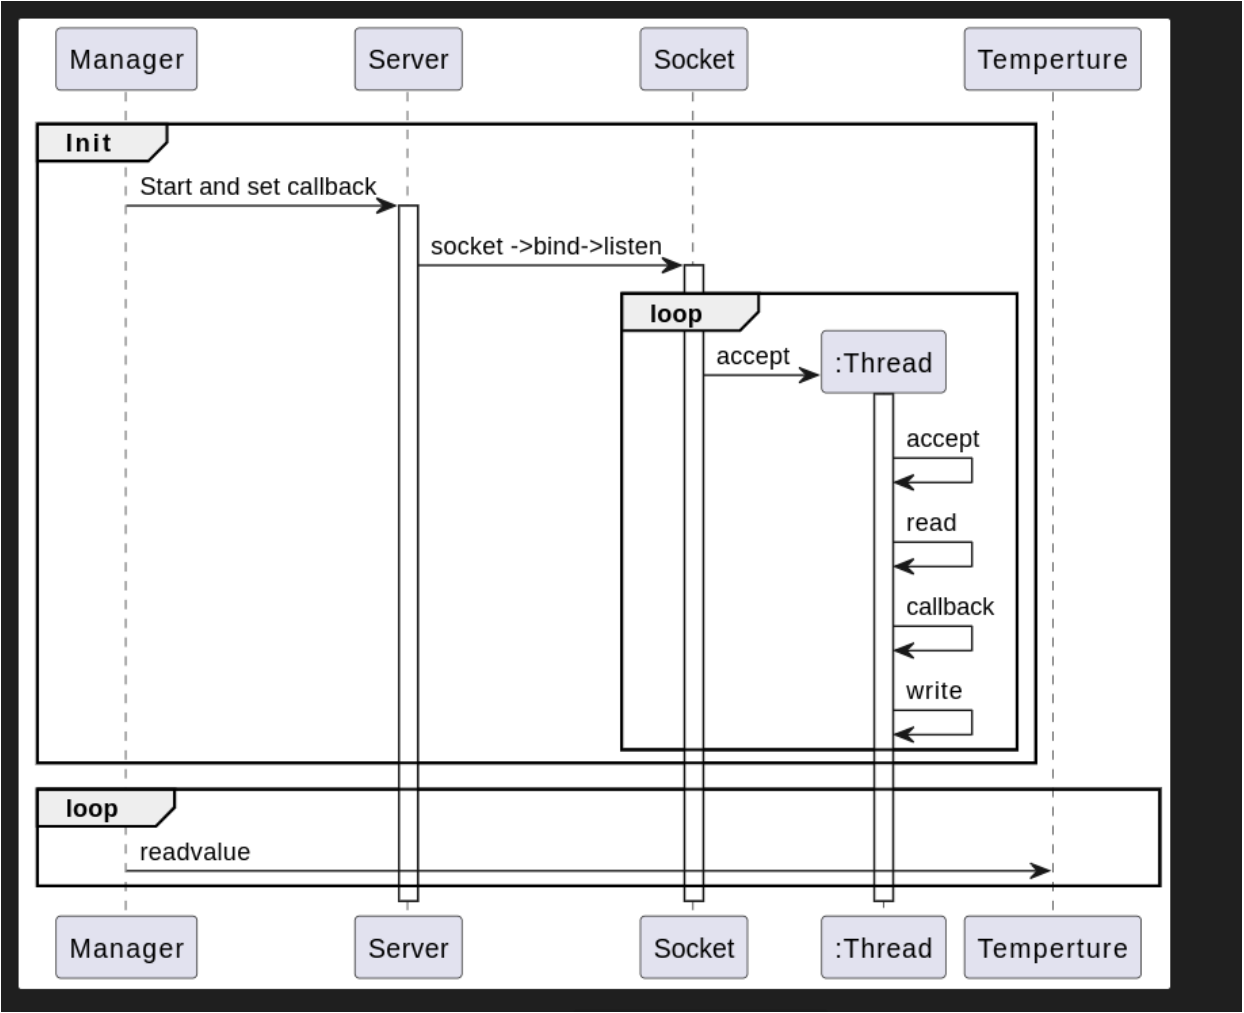 Manager
Server
Socket
Temperture
Init
Start and set callback
socket ->bind->listen
loop
accept
:Thread
accept
read
callback
write
loop
readvalue
Manager
Server
Socket
:Thread
Temperture